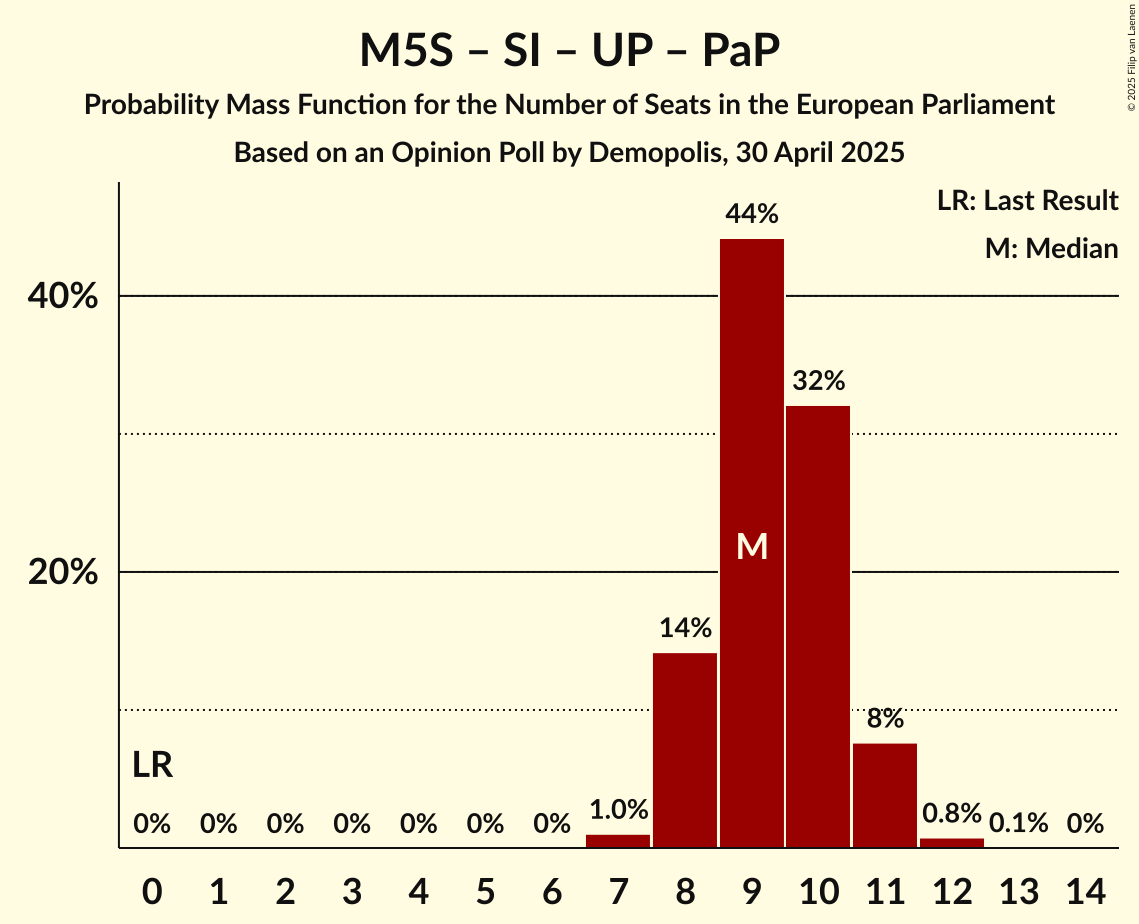 M5S – SI – UP – PaP
Probability Mass Function for the Number of Seats in the European Parliament
Based on an Opinion Poll by Demopolis, 30 April 2025
© 2025 Filip van Laenen
LR: Last Result
M: Median
40%
20%
44%
32%
14%
8%
M
LR
0% 0% 0% 0% 0% 0% 0% 1.0% 0.8% 0.1% 0%
0 1 2 3 4 5 6 7 8 9 10 11 12 13 14